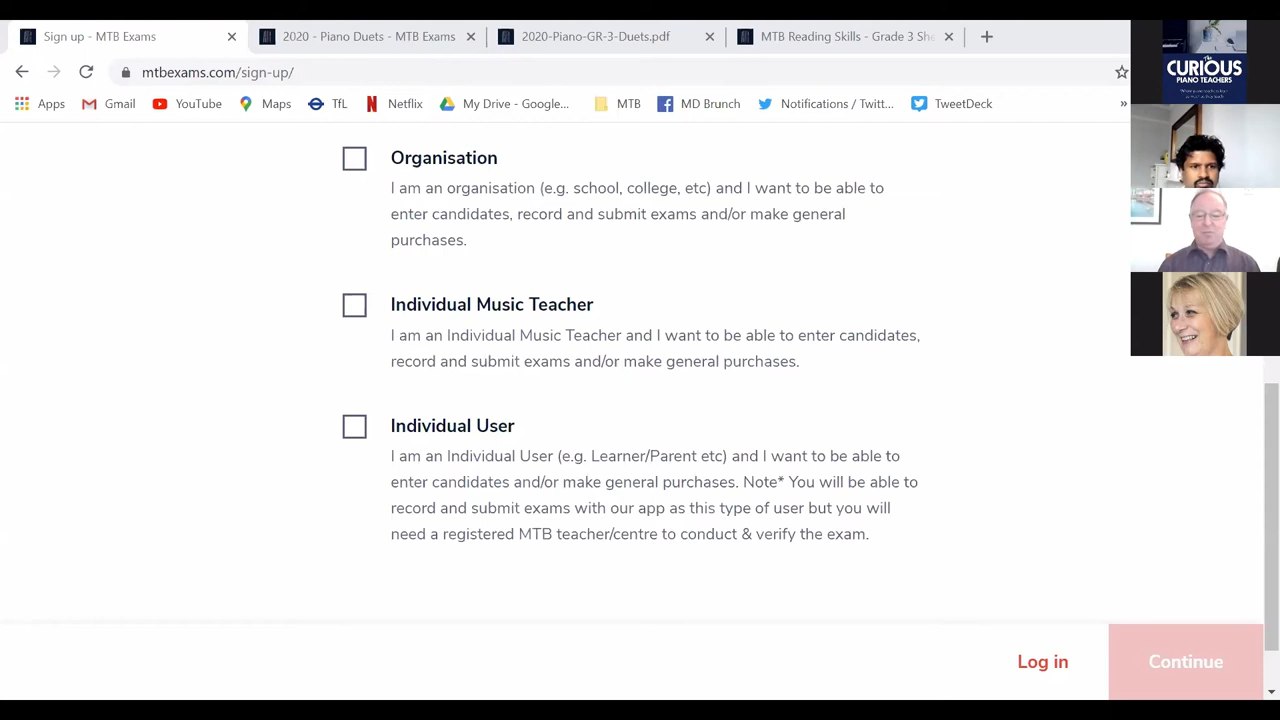 Sign up - MTB Exams
2020 - Piano Duets - MTB Exams
2020-Piano-GR-3-Duets.pdf
MTB Reading Skills - Grade 3 She
mtbexams.com/sign-up/
Apps
Gmail
YouTube
Maps
TfL
Netflix
My Drive - Google...
MTB
MD Brunch
Notifications / Twitt...
TweetDeck
»
The
CURIOUS
PIANO TEACHERS
Organisation
I am an organisation (e.g. school, college, etc) and I want to be able to
enter candidates, record and submit exams and/or make general
purchases.
Individual Music Teacher
I am an Individual Music Teacher and I want to be able to enter candidates,
record and submit exams and/or make general purchases.
Individual User
I am an Individual User (e.g. Learner/Parent etc) and I want to be able to
enter candidates and/or make general purchases. Note* You will be able to
record and submit exams with our app as this type of user but you will
need a registered MTB teacher/centre to conduct & verify the exam.
Log in
Continue